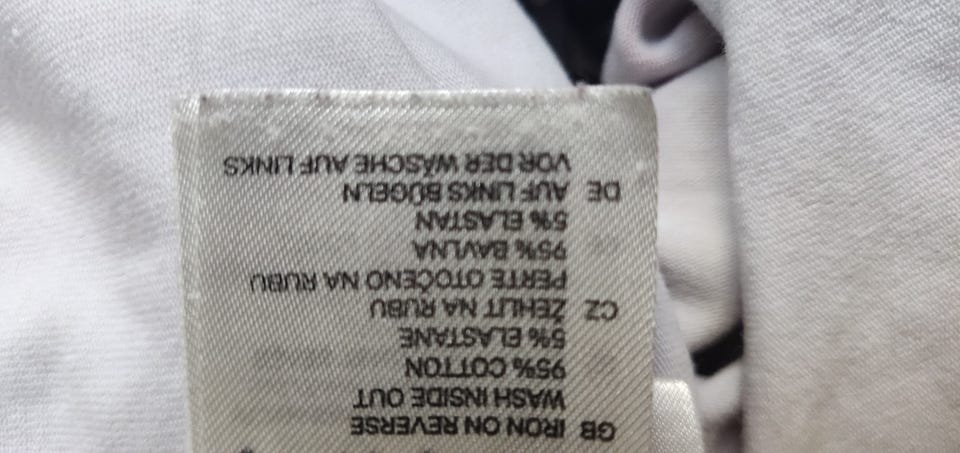 GB IRON ON REVERSE
WASH INSIDE OUT
95% COTTON
5% ELASTANE
CZ ŽEHLIT NA RUBU
PERTE OTOČENO NA RUBU
95% BAVLNA
5% ELASTAN
DE AUF LINKS BÜGELN
VOR DER WÄSCHE AUF LINKS